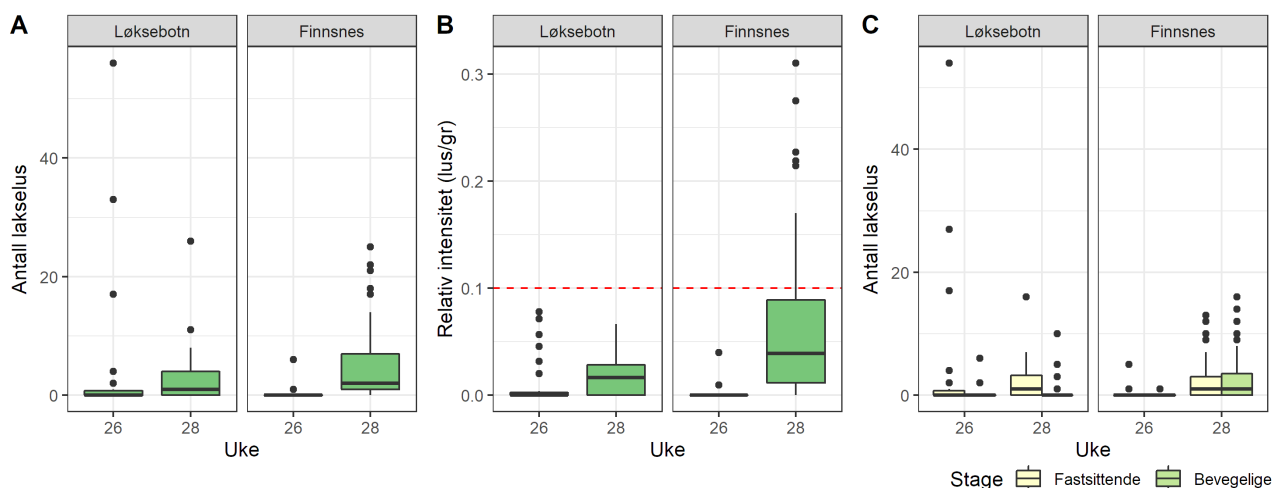 A
Løksebotn
Finnsnes
Antall lakselus
40
20
0
26
28
26
28
Uke
B
Løksebotn
Finnsnes
Relativ intensitet (lus/gr)
0.3
0.2
0.1
0.0
26
28
26
28
Uke
C
Løksebotn
Finnsnes
Antall lakselus
40
20
0
26
28
26
28
Uke
Stage Fastsittende Bevegelige